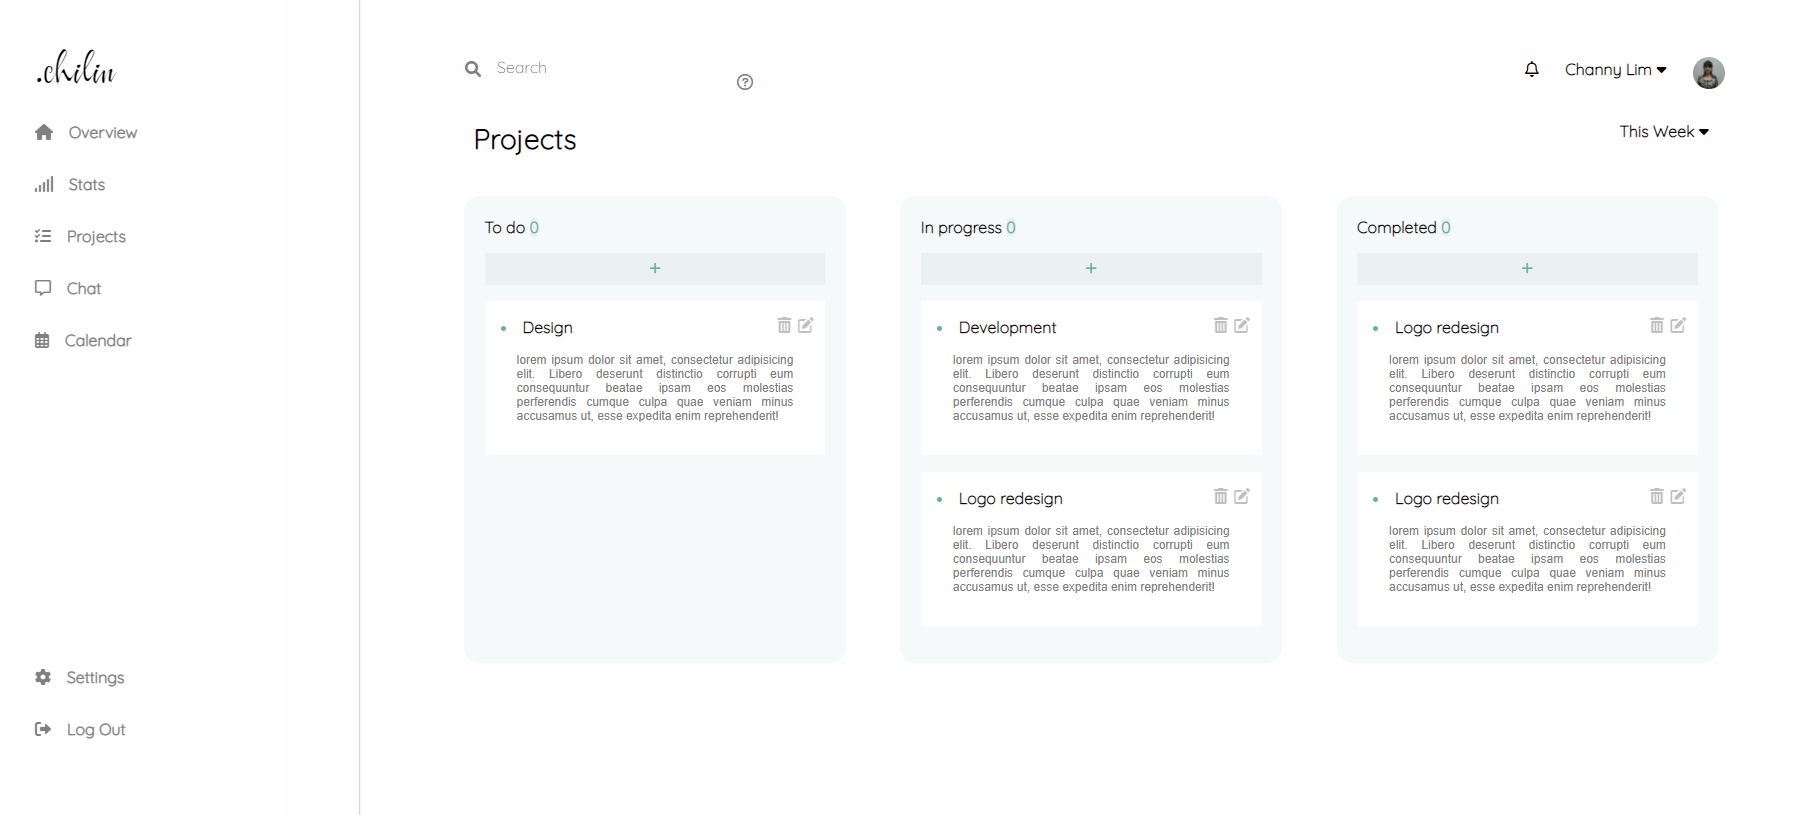 .chilin
Overview
Stats
Projects
Chat
Calendar
Settings
Log Out
Search
Channy Lim
Projects
This Week
To do 0
+
Design
lorem ipsum dolor sit amet, consectetur adipisicing
elit. Libero deserunt distinctio corrupti eum
consequuntur beatae ipsam eos molestias
perferendis cumque culpa quae veniam minus
accusamus ut, esse expedita enim reprehenderit!
In progress 0
+
Development
lorem ipsum dolor sit amet, consectetur adipisicing
elit. Libero deserunt distinctio corrupti eum
consequuntur beatae ipsam eos molestias
perferendis cumque culpa quae veniam minus
accusamus ut, esse expedita enim reprehenderit!
Logo redesign
lorem ipsum dolor sit amet, consectetur adipisicing
elit. Libero deserunt distinctio corrupti eum
consequuntur beatae ipsam eos molestias
perferendis cumque culpa quae veniam minus
accusamus ut, esse expedita enim reprehenderit!
Completed 0
+
Logo redesign
lorem ipsum dolor sit amet, consectetur adipisicing
elit. Libero deserunt distinctio corrupti eum
consequuntur beatae ipsam eos molestias
perferendis cumque culpa quae veniam minus
accusamus ut, esse expedita enim reprehenderit!
Logo redesign
lorem ipsum dolor sit amet, consectetur adipisicing
elit. Libero deserunt distinctio corrupti eum
consequuntur beatae ipsam eos molestias
perferendis cumque culpa quae veniam minus
accusamus ut, esse expedita enim reprehenderit!